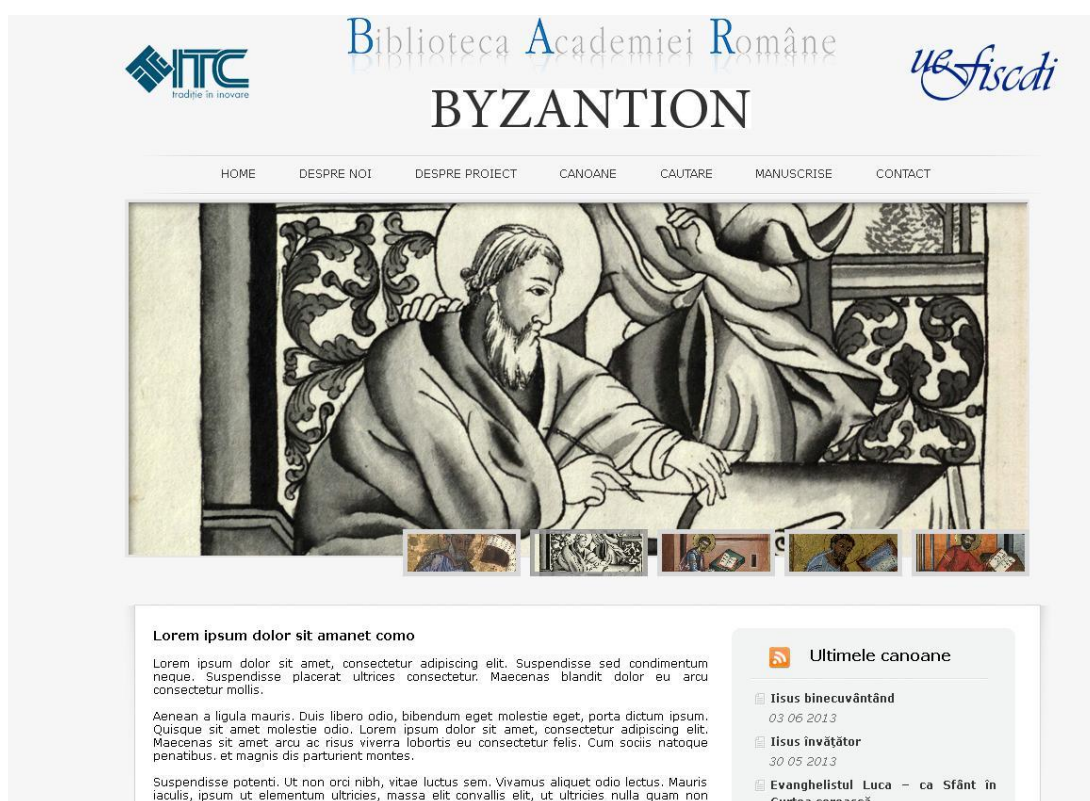 Biblioteca Academiei Române
ITC
tradiție în inovare
uefiscdi
BYZANTION
HOME DESPRE NOI DESPRE PROIECT CANOANE CAUTARE MANUSCRISE CONTACT
Lorem ipsum dolor sit amanet como
Lorem ipsum dolor sit amet, consectetur adipiscing elit. Suspendisse sed condimentum
neque. Suspendisse placerat ultrices consectetur. Maecenas blandit dolor eu arcu
consectetur mollis.
Aenean a ligula mauris. Duis libero odio, bibendum eget molestie eget, porta dictum ipsum.
Quisque sit amet molestie odio. Lorem ipsum dolor sit amet, consectetur adipiscing elit.
Maecenas sit amet arcu ac risus viverra lobortis eu consectetur felis. Cum sociis natoque
penatibus. et magnis dis parturient montes.
Suspendisse potenti. Ut non orci nibh, vitae luctus sem. Vivamus aliquet odio lectus. Mauris
iaculis, ipsum ut elementum ultricies, massa elit convallis elit, ut ultricies nulla quam non
Ultimele canoane
Iisus binecuvântând
03 06 2013
Iisus învățător
30 05 2013
Evanghelistul Luca – ca Sfânt în